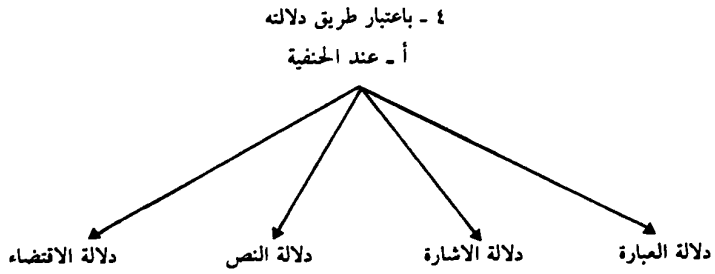 ٤ - باعتبار طريق دلالته
أ - عند الحنفية
دلالة العبارة دلالة الاشارة دلالة النص دلالة الاقتضاء